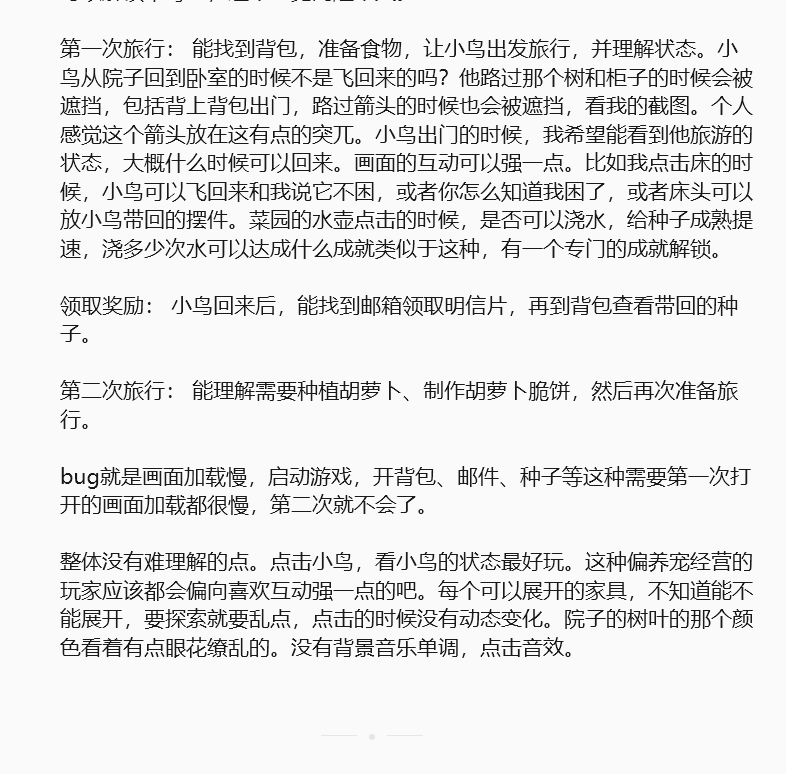 第一次旅行： 能找到背包，准备食物，让小鸟出发旅行，并理解状态。小
鸟从院子回到卧室的时候不是飞回来的吗？他路过那个树和柜子的时候会被
遮挡，包括背上背包出门，路过箭头的时候也会被遮挡，看我的截图。个人
感觉这个箭头放在这有点的突兀。小鸟出门的时候，我希望能看到他旅游的
状态，大概什么时候可以回来。画面的互动可以强一点。比如我点击床的时
候，小鸟可以飞回来和我说它不困，或者你怎么知道我困了，或者床头可以
放小鸟带回的摆件。菜园的水壶点击的时候，是否可以浇水，给种子成熟提
速，浇多少次水可以达成什么成就类似于这种，有一个专门的成就解锁。
领取奖励： 小鸟回来后，能找到邮箱领取明信片，再到背包查看带回的种
子。
第二次旅行： 能理解需要种植胡萝卜、制作胡萝卜脆饼，然后再次准备旅
行。
bug就是画面加载慢，启动游戏，开背包、邮件、种子等这种需要第一次打
开的画面加载都很慢，第二次就不会了。
整体没有难理解的点。点击小鸟，看小鸟的状态最好玩。这种偏养宠经营的
玩家应该都会偏向喜欢互动强一点的吧。每个可以展开的家具，不知道能不
能展开，要探索就要乱点，点击的时候没有动态变化。院子的树叶的那个颜
色看着有点眼花缭乱的。没有背景音乐单调，点击音效。